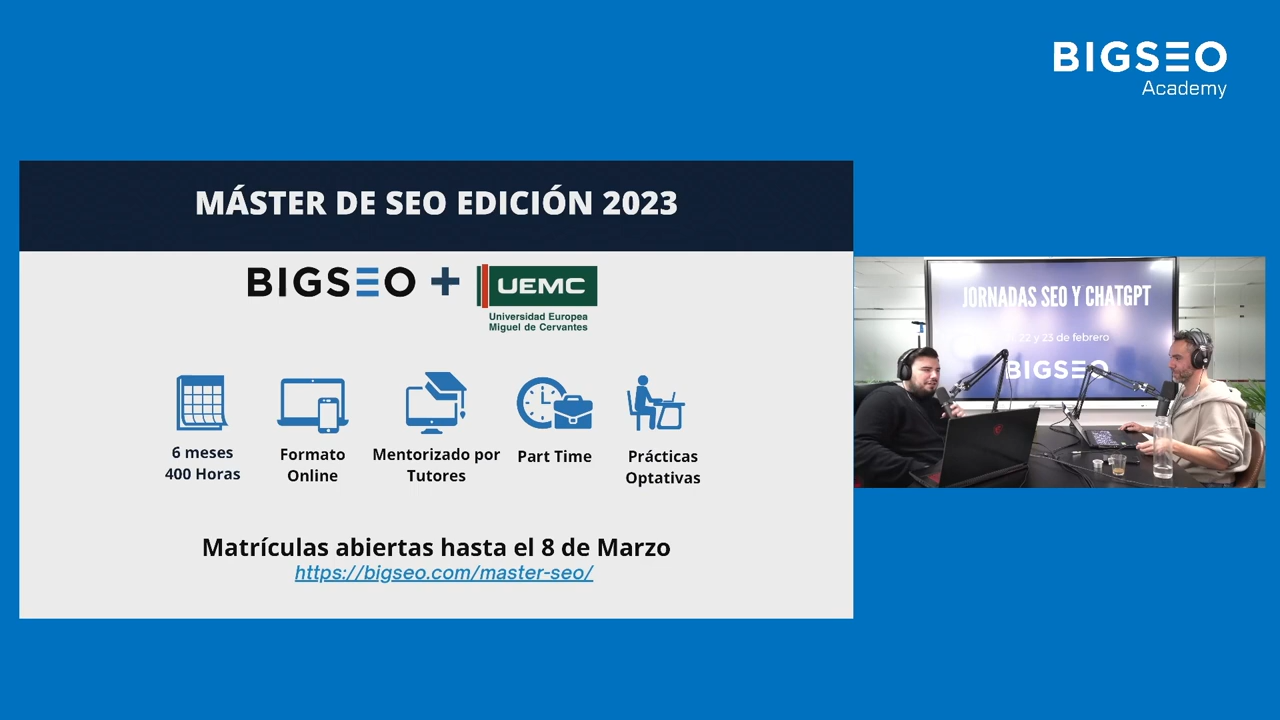 BIGSEO
Academy
MÁSTER DE SEO EDICIÓN 2023
BIGSEO + UEMC
Universidad Europea
Miguel de Cervantes
6 meses
400 Horas
Formato
Online
Mentorizado por
Tutores
Part Time
Prácticas
Optativas
Matrículas abiertas hasta el 8 de Marzo
https://bigseo.com/master-seo/
JORNADAS SEO Y CHATGPT
22 y 23 de febrero
BIGSEO